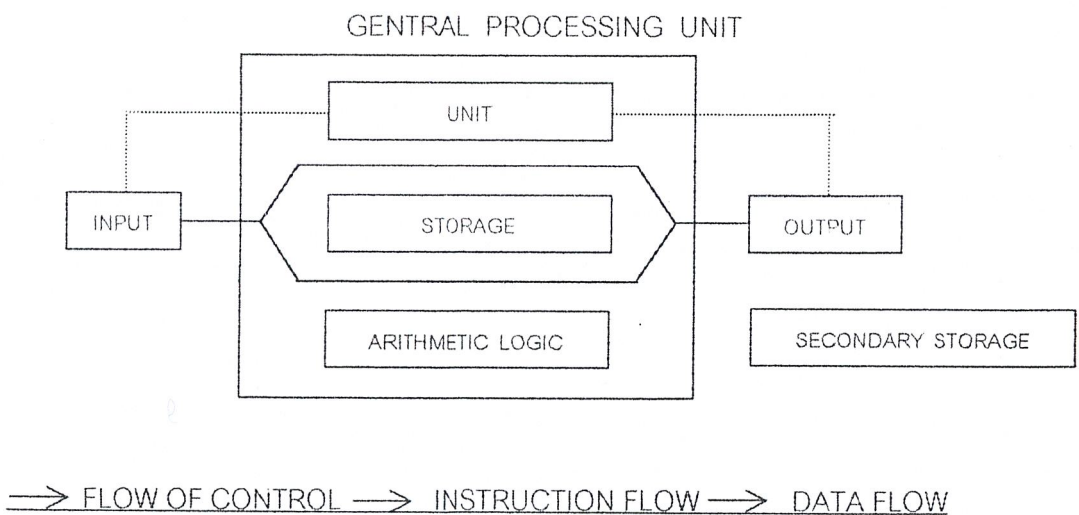 GENTRAL PROCESSING UNIT
UNIT
INPUT
STORAGE
OUTPUT
ARITHMETIC LOGIC
SECONDARY STORAGE
FLOW OF CONTROL INSTRUCTION FLOW DATA FLOW